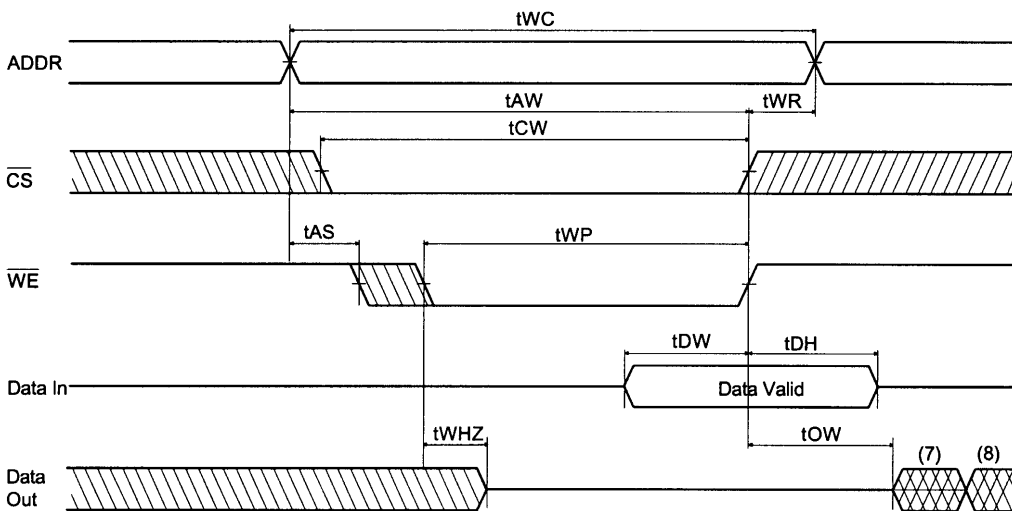 tWC
ADDR
tAW
tWR
tCW
CS
tAS
tWP
WE
tDW
tDH
Data In
Data Valid
tWHZ
tOW
Data
Out
(7)
(8)